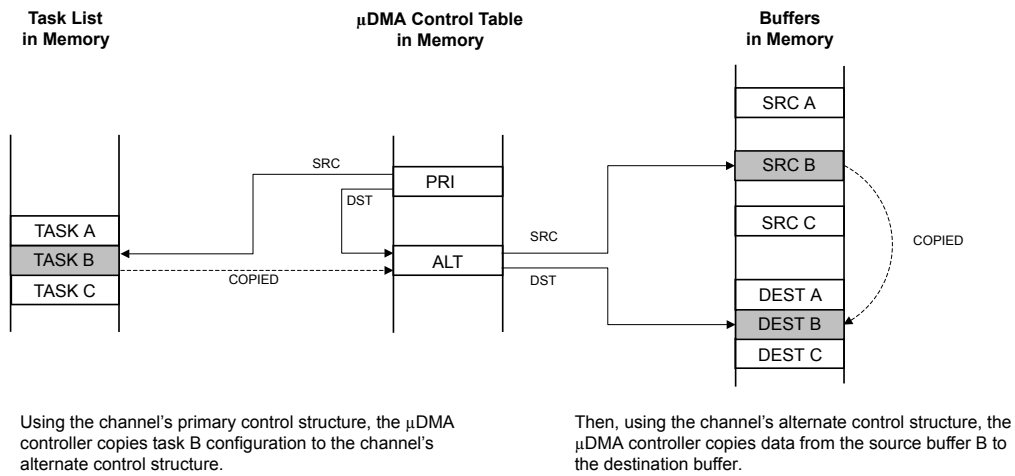 Task List
in Memory
μDMA Control Table
in Memory
Buffers
in Memory
SRC A
SRC
SRC B
PRI
DST
SRC C
TASK A
SRC
COPIED
TASK B
ALT
COPIED
DST
TASK C
DEST A
DEST B
DEST C
Using the channel's primary control structure, the μDMA
controller copies task B configuration to the channel's
alternate control structure.
Then, using the channel's alternate control structure, the
μDMA controller copies data from the source buffer B to
the destination buffer.